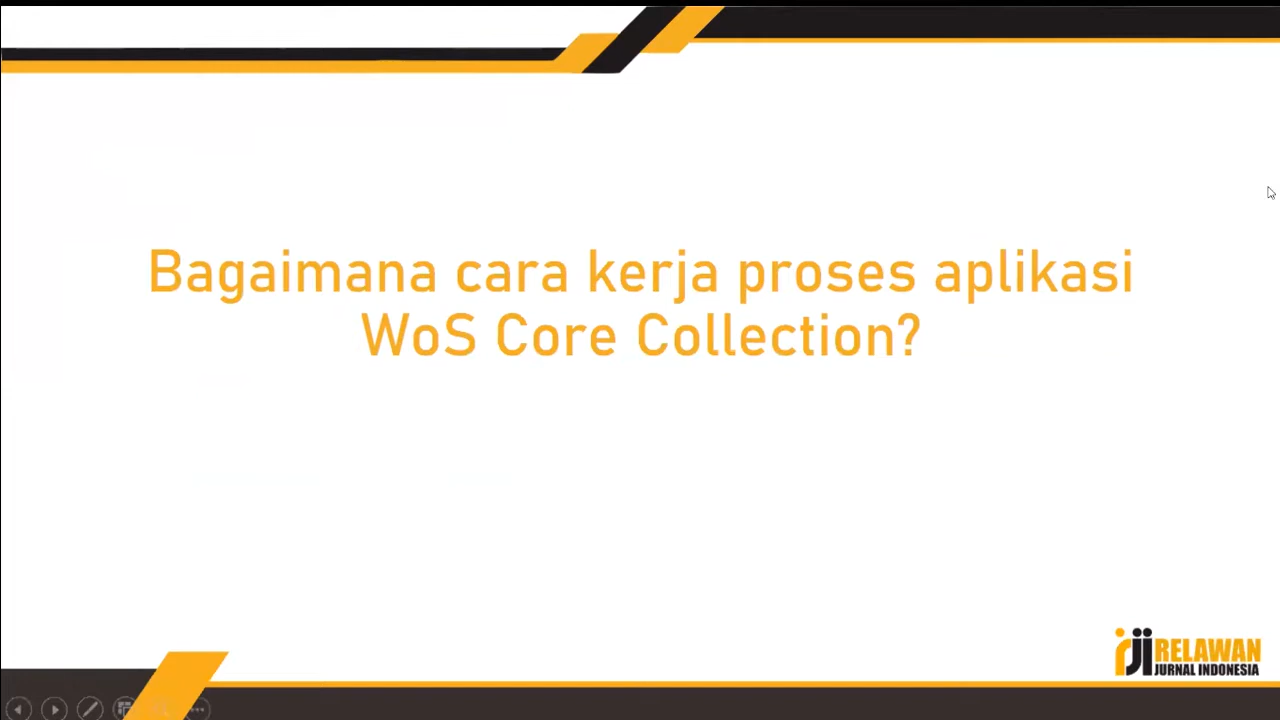 Bagaimana cara kerja proses aplikasi
WoS Core Collection?
RELAWAN
JURNAL INDONESIA